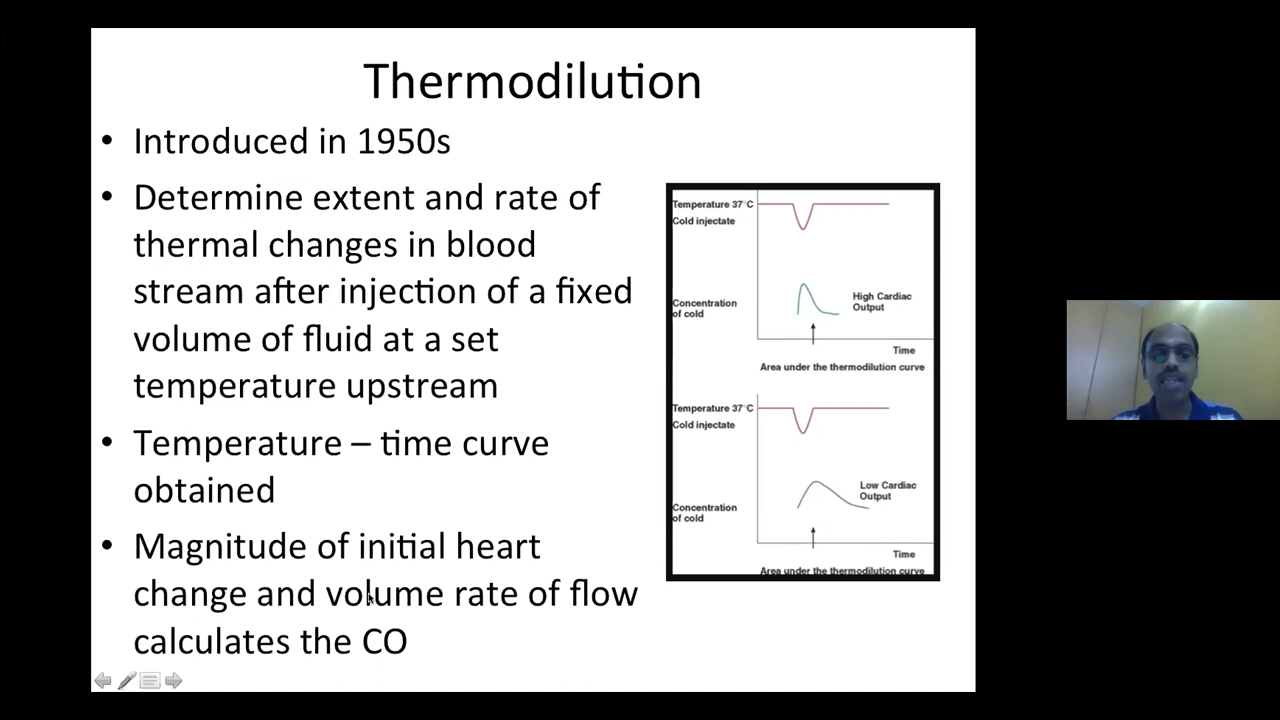 Thermodilution
• Introduced in 1950s
• Determine extent and rate of
thermal changes in blood
stream after injection of a fixed
volume of fluid at a set
temperature upstream
• Temperature – time curve
obtained
• Magnitude of initial heart
change and volume rate of flow
calculates the CO
Temperature 37°C
Cold injectate
Concentration
of cold
High Cardiac
Output
Time
Area under the thermodilution curve
Temperature 37°C
Cold injectate
Concentration
of cold
Low Cardiac
Output
Time
Area under the thermodilution curve